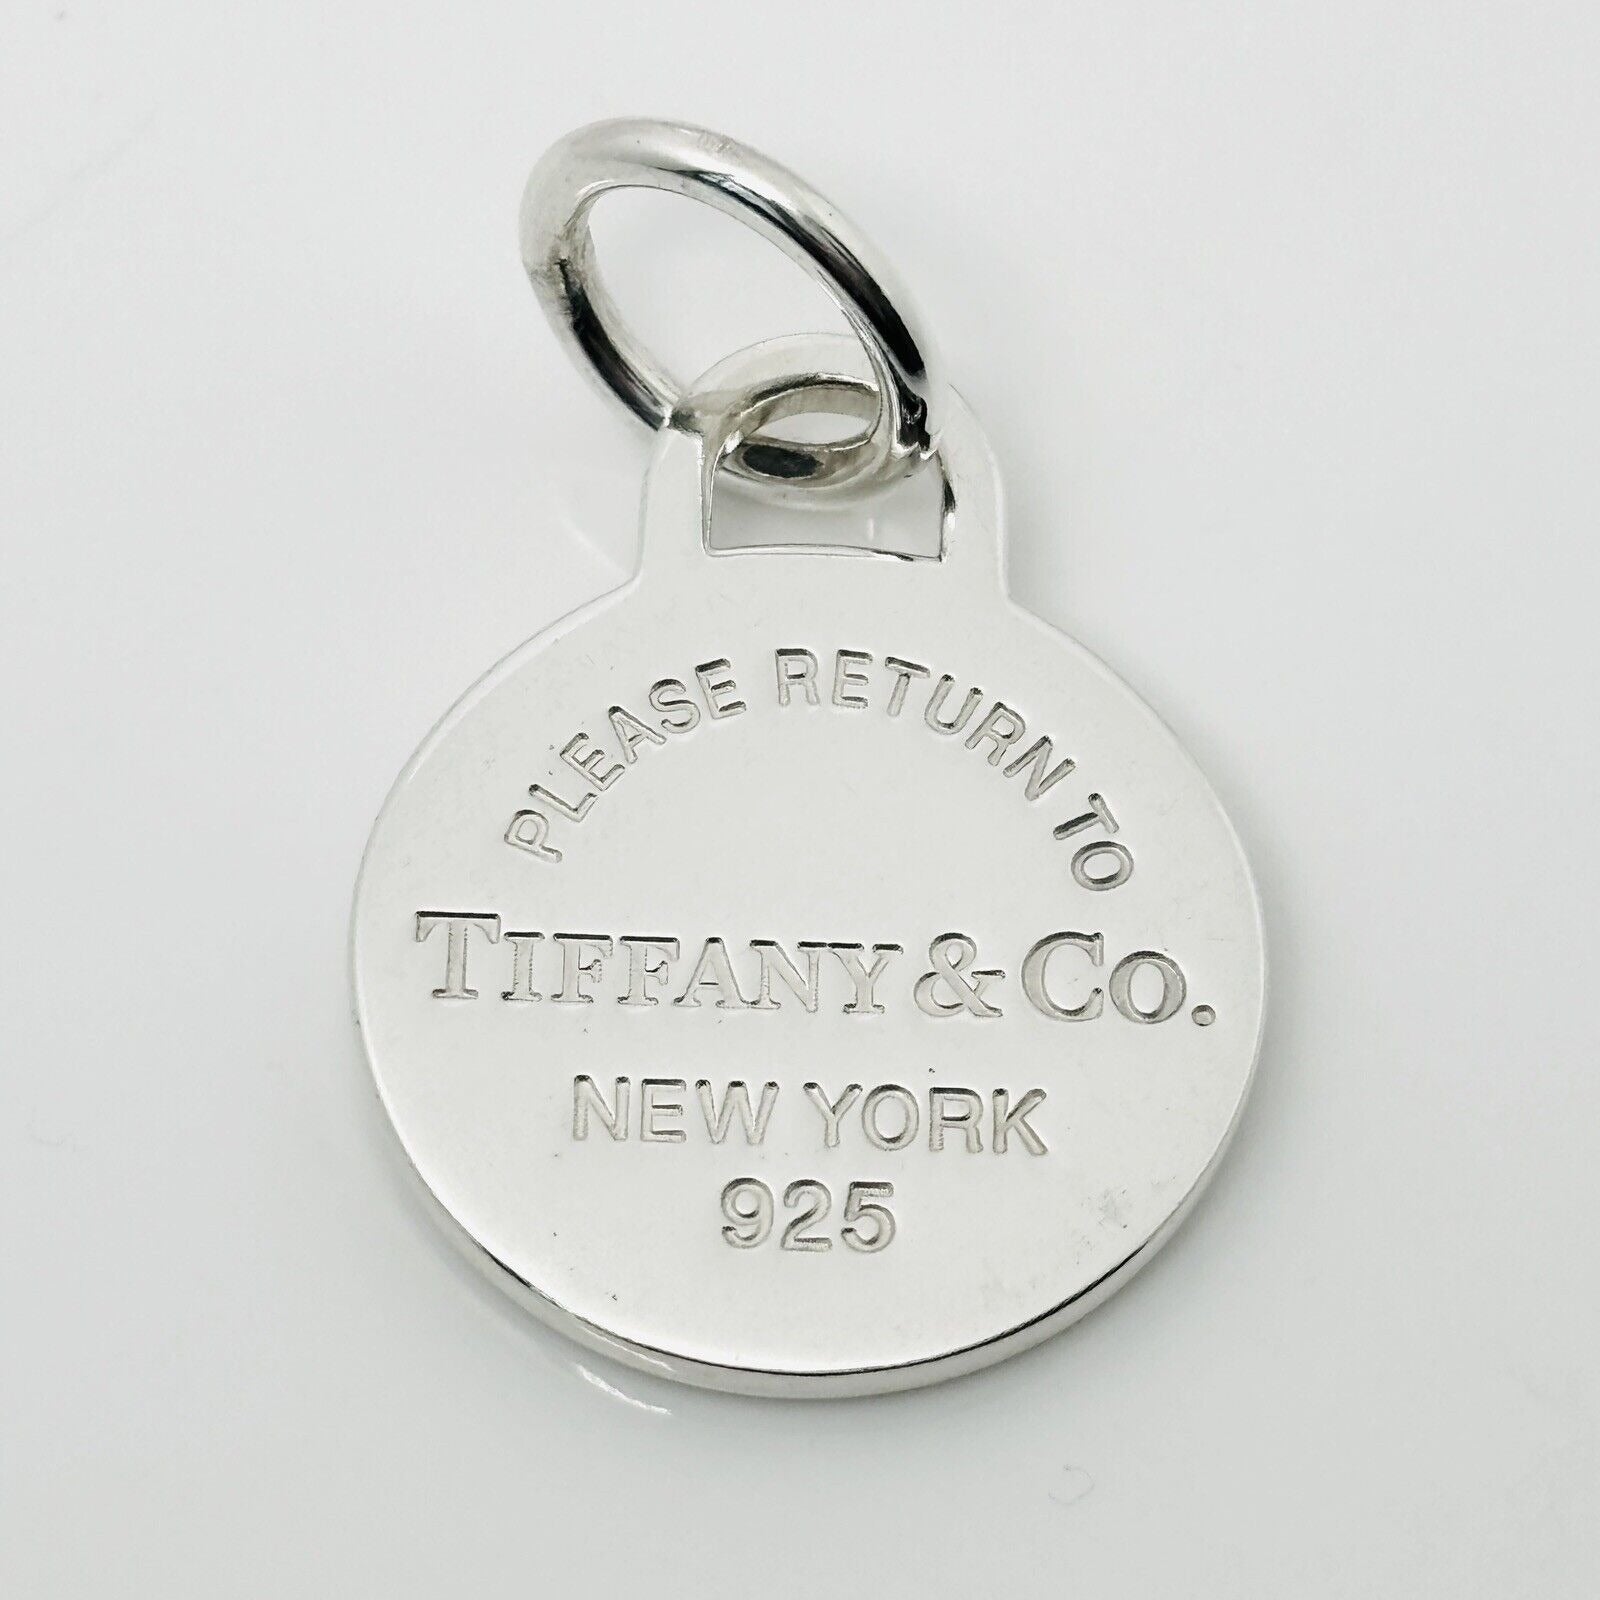 PLEASE RETURN TO
TIFFANY & CO.
NEW YORK
925